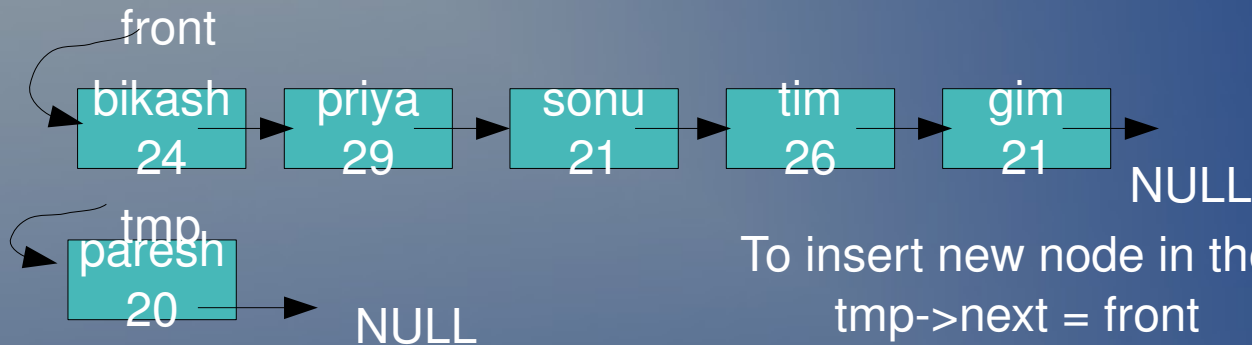 front
bikash priya sonu tim gim
24 29 21 26 21
NULL
tmp
paresh
20
NULL
To insert new node in the
tmp->next = front